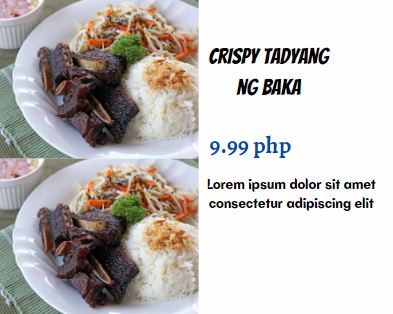 CRISPY TADYANG
NG BAKA
9.99 php
Lorem ipsum dolor sit amet
consectetur adipiscing elit